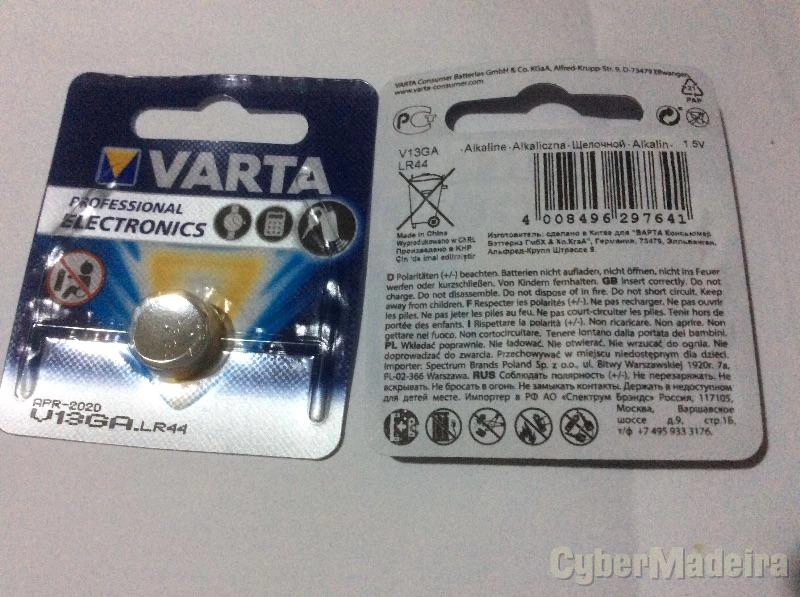 VARTA
PROFESSIONAL
ELECTRONICS
APR-2020
V13GA.LR44
VARTA Consumer Batteries GmbH & Co. KGaA, Alfred-Krupp-Str. 9, D-73479 Ellwangen
www.varta-consumer.com
21
PAP
V13GA
LR44
·Alkaline·Alkaliczna·Щелочной·Alkalin· 1.5V
4 008496 297641
Made in China
Wyprodukowano w ChRL
Произведено в КНР
Çin'da imal edilmiştir
Изготовитель: сделано в Китае для "ВАРТА Консьюмер
Бэттериз ГмбХ & Ко.КгаА", Германия, 73479, Эльванган,
Альфред-Крупп Штрассе 9.
D Polaritäten (+/-) beachten. Batterien nicht aufladen, nicht öffnen, nicht ins Feuer
werfen oder kurzschließen. Von Kindern fernhalten. GB Insert correctly. Do not
charge. Do not disassemble. Do not dispose of in fire. Do not short circuit. Keep
away from children. F Respecter les polarités (+/-). Ne pas recharger. Ne pas ouvrir
les piles. Ne pas jeter les piles au feu. Ne pas court-circuiter les piles. Tenir hors de
portée des enfants. I Rispettare la polarità (+/-). Non ricaricare. Non aprire. Non
gettare nel fuoco. Non cortocircuitare. Tenere lontano dalla portata dei bambini.
PL Wkładać poprawnie. Nie ładować. Nie otwierać. Nie wrzucać do ognia. Nie
doprowadzać do zwarcia. Przechowywać w miejscu niedostępnym dla dzieci.
Importer: Spectrum Brands Poland Sp. z o.o., ul. Bitwy Warszawskiej 1920r. 7a,
PL-02-366 Warszawa. RUS Соблюдать полярность (+/-). Не перезаряжать. Не
вскрывать. Не бросать в огонь. Не замыкать контакты. Держать в недоступном
для детей месте. Импортер в РФ АО «Спектрум Брэндс» Россия, 117105,
Москва, Варшавское
шоссе д.9, стр.1Б,
т/ф +7 495 933 3176.
CyberMadeira